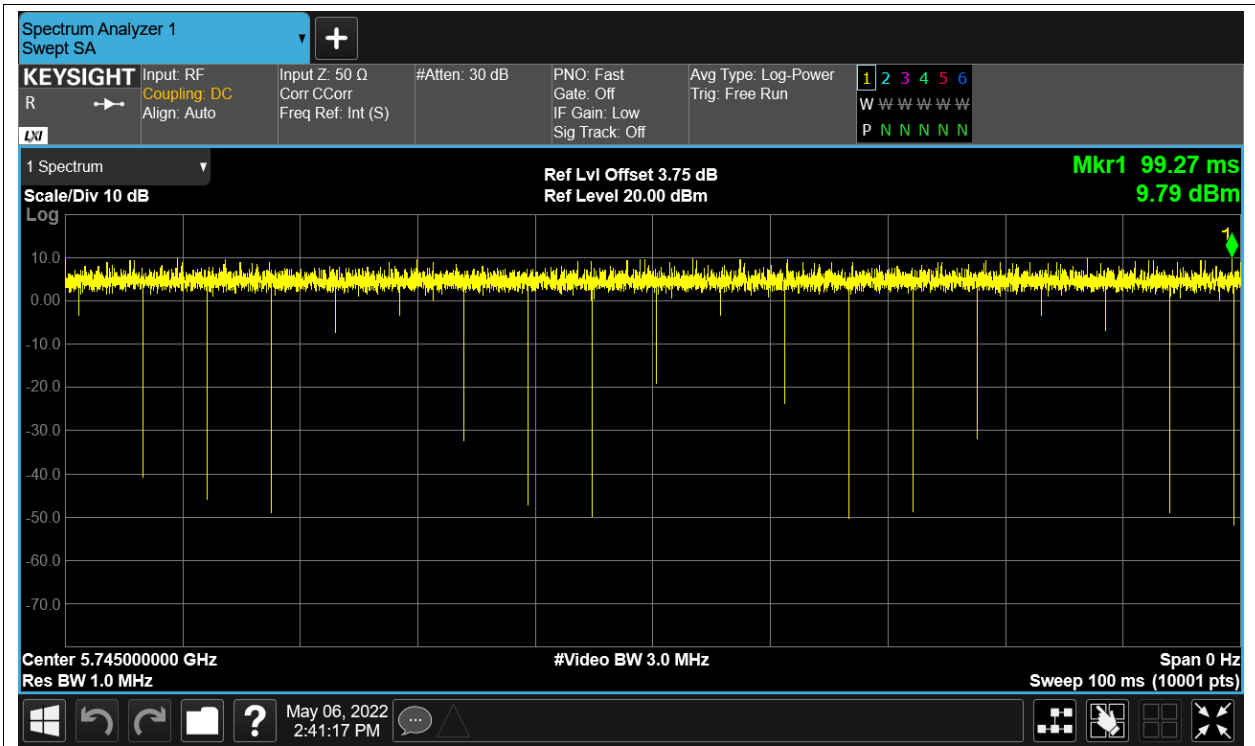 Spectrum Analyzer 1
Swept SA
KEYSIGHT
R
LXI
Input: RF
Coupling: DC
Align: Auto
Input Z: 50 Ω
Corr CCorr
Freq Ref: Int (S)
#Atten: 30 dB
PNO: Fast
Gate: Off
IF Gain: Low
Sig Track: Off
Avg Type: Log-Power
Trig: Free Run
1 2 3 4 5 6
W W W W W W
P N N N N N
1 Spectrum
Scale/Div 10 dB
Ref Lvl Offset 3.75 dB
Ref Level 20.00 dBm
Mkr1 99.27 ms
9.79 dBm
Log
1
10.0
0.00
-10.0
-20.0
-30.0
-40.0
-50.0
-60.0
-70.0
Center 5.745000000 GHz
Res BW 1.0 MHz
#Video BW 3.0 MHz
Span 0 Hz
Sweep 100 ms (10001 pts)
May 06, 2022
2:41:17 PM